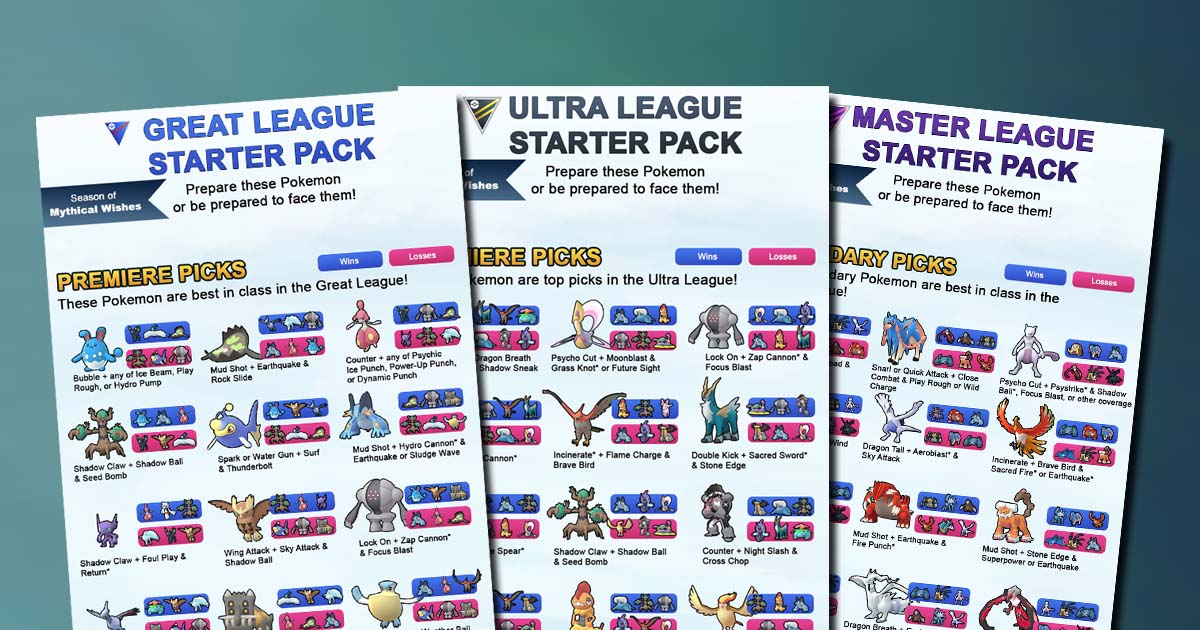 GREAT LEAGUE
STARTER PACK
Season of
Mythical Wishes
Prepare these Pokemon
or be prepared to face them!
PREMIERE PICKS
Wins
Losses
These Pokemon are best in class in the Great League!
Bubble + any of Ice Beam, Play
Rough, or Hydro Pump
Mud Shot + Earthquake &
Rock Slide
Counter + any of Psychic
Ice Punch, Power-Up Punch,
or Dynamic Punch
Shadow Claw + Shadow Ball
& Seed Bomb
Spark or Water Gun + Surf
& Thunderbolt
Mud Shot + Hydro Cannon* &
Earthquake or Sludge Wave
Shadow Claw + Foul Play &
Return*
Wing Attack + Sky Attack &
Shadow Ball
Lock On + Zap Cannon*
& Focus Blast
ULTRA LEAGUE
STARTER PACK
of
Wishes
Prepare these Pokemon
or be prepared to face them!
IERE PICKS
Wins
Losses
kemon are top picks in the Ultra League!
Dragon Breath
Shadow Sneak
Psycho Cut + Moonblast &
Grass Knot* or Future Sight
Lock On + Zap Cannon* &
Focus Blast
Cannon*
Incinerate* + Flame Charge &
Brave Bird
Double Kick + Sacred Sword*
& Stone Edge
e Spear*
Shadow Claw + Shadow Ball
& Seed Bomb
Counter + Night Slash &
Cross Chop
MASTER LEAGUE
STARTER PACK
hes
Prepare these Pokemon
or be prepared to face them!
DARY PICKS
Wins
Losses
dary Pokemon are best in class in the
ue!
Snarl or Quick Attack + Close
Combat & Play Rough or Wild
Charge
Psycho Cut + Psystrike* & Shadow
Ball*, Focus Blast, or other coverage
Wind
Dragon Tail + Aeroblast* &
Sky Attack
Incinerate + Brave Bird &
Sacred Fire* or Earthquake*
Mud Shot + Earthquake &
Fire Punch*
Mud Shot + Stone Edge &
Superpower or Earthquake